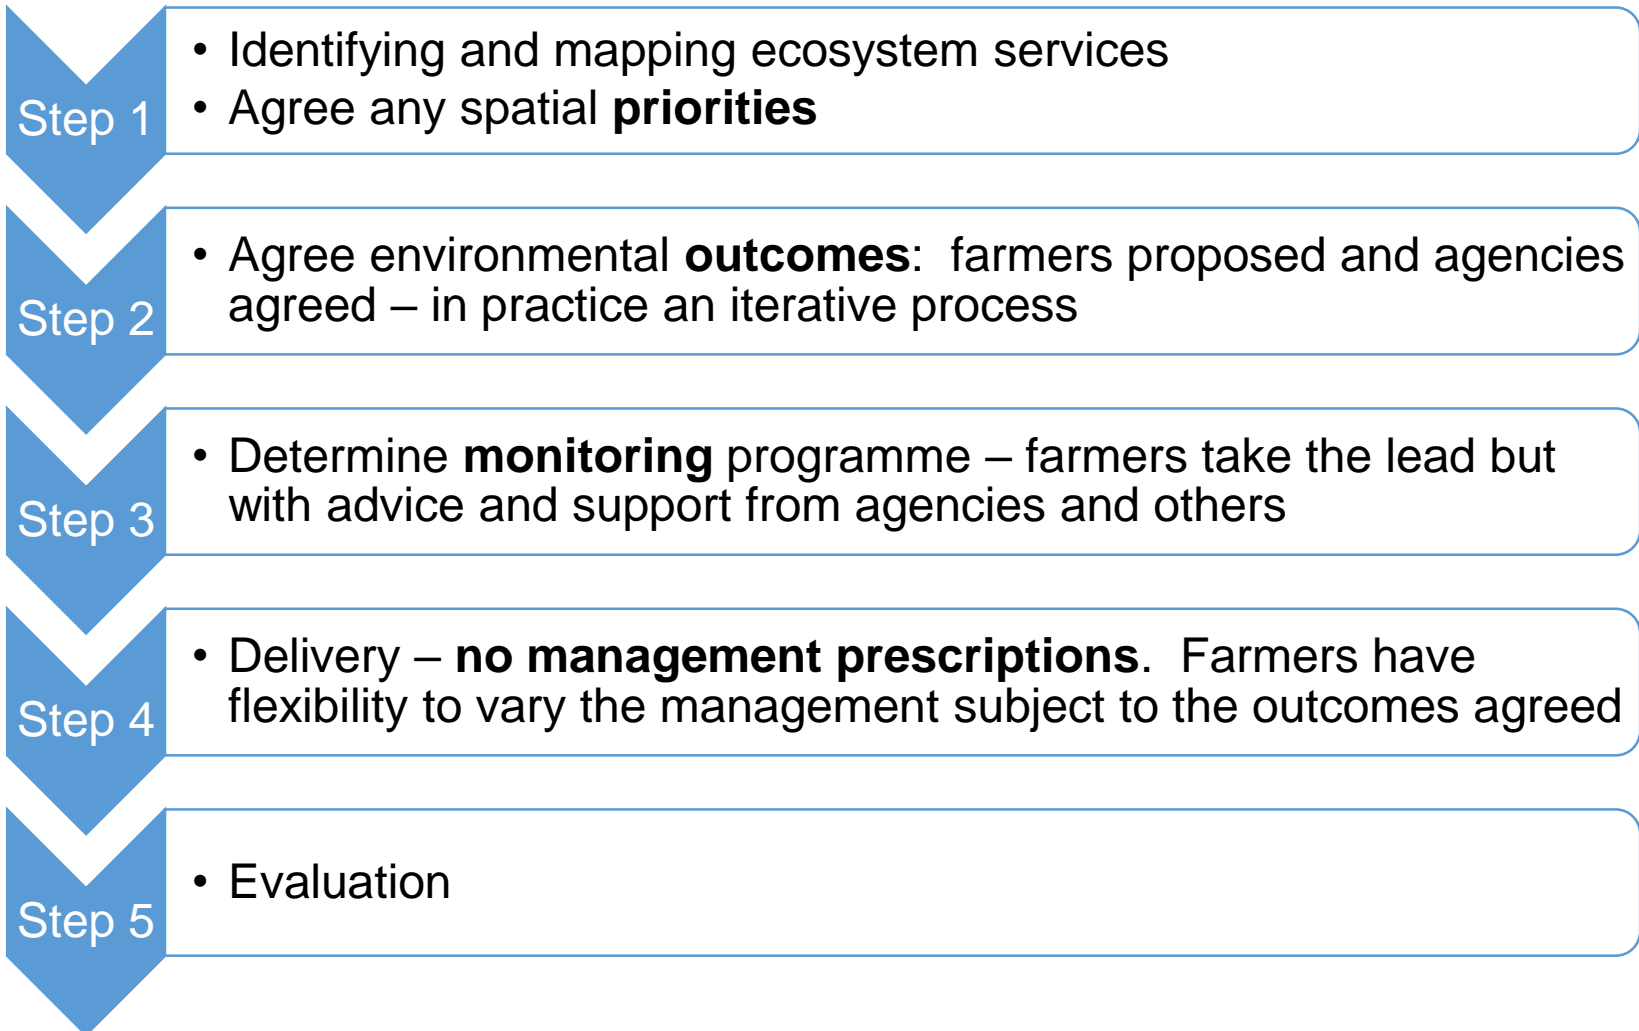 • Identifying and mapping ecosystem services
Step 1
• Agree any spatial priorities
• Agree environmental outcomes:  farmers proposed and agencies
agreed – in practice an iterative process
Step 2
• Determine monitoring programme – farmers take the lead but
with advice and support from agencies and others
Step 3
• Delivery – no management prescriptions.  Farmers have
flexibility to vary the management subject to the outcomes agreed
Step 4
• Evaluation
Step 5